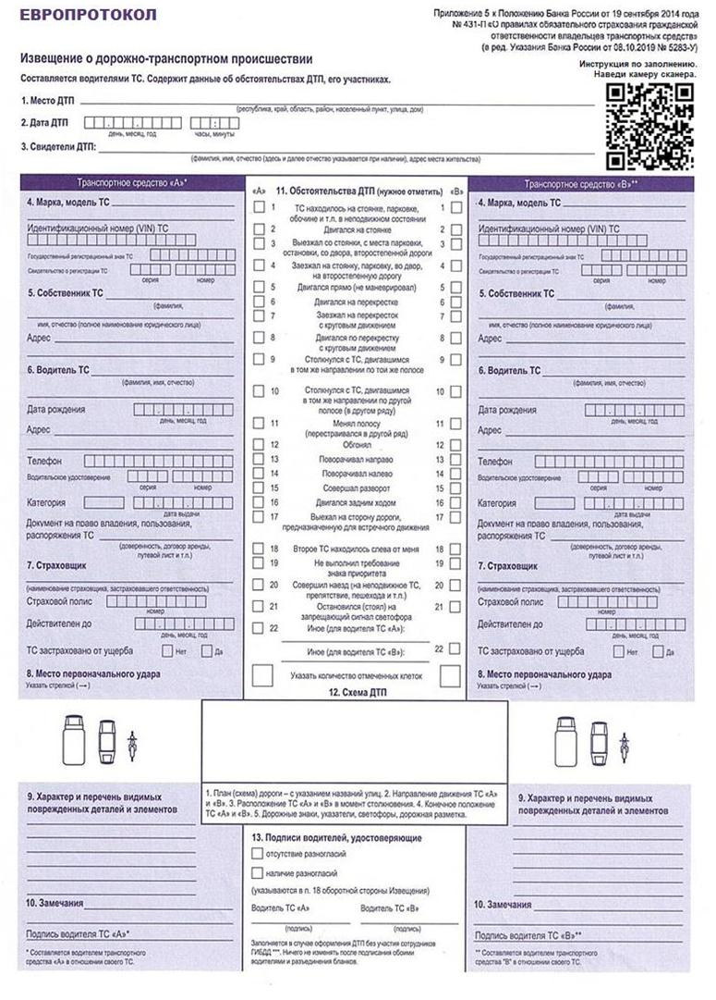 ЕВРОПРОТОКОЛ
Приложение 5 к Положению Банка России от 19 сентября 2014 года
№ 431-П «О правилах обязательного страхования гражданской
ответственности владельцев транспортных средств»
(в ред. Указания Банка России от 08.10.2019 № 5283-У)
Извещение о дорожно-транспортном происшествии
Инструкция по заполнению.
Наведи камеру сканера.
Составляется водителями ТС. Содержит данные об обстоятельствах ДТП, его участниках.
1. Место ДТП
(республика, край, область, район, населенный пункт, улица, дом)
2. Дата ДТП
день, месяц, год
часы, минуты
3. Свидетели ДТП:
(фамилия, имя, отчество (здесь и далее отчество указывается при наличии), адрес места жительства)
Транспортное средство «А»*
4. Марка, модель ТС
Идентификационный номер (VIN) ТС
Государственный регистрационный знак ТС
Свидетельство о регистрации ТС
серия номер
5. Собственник ТС
(фамилия,
имя, отчество (полное наименование юридического лица))
Адрес
6. Водитель ТС
(фамилия, имя, отчество)
Дата рождения
день, месяц, год
Адрес
Телефон
Водительское удостоверение
серия номер
Категория
дата выдачи
Документ на право владения, пользования,
распоряжения ТС
(доверенность, договор аренды,
путевой лист и т.п.)
7. Страховщик
(наименование страховщика, застраховавшего ответственность)
Страховой полис
номер
Действителен до
день, месяц, год
ТС застраховано от ущерба Нет Да
8. Место первоначального удара
Указать стрелкой (→)
«А» 11. Обстоятельства ДТП (нужное отметить) «В»
1 ТС находилось на стоянке, парковке, 1
обочине и т.п. в неподвижном состоянии
2 Двигался на стоянке 2
3 Выезжал со стоянки, с места парковки, 3
остановки, со двора, второстепенной дороги
4 Заезжал на стоянку, парковку, во двор, 4
на второстепенную дорогу
5 Двигался прямо (не маневрировал) 5
6 Двигался на перекрестке 6
7 Заезжал на перекресток 7
с круговым движением
8 Двигался по перекрестку 8
с круговым движением
9 Столкнулся с ТС, двигавшимся 9
в том же направлении по той же полосе
10 Столкнулся с ТС, двигавшимся 10
в том же направлении по другой
полосе (в другом ряду)
11 Менял полосу 11
(перестраивался в другой ряд)
12 Обгонял 12
13 Поворачивал направо 13
14 Поворачивал налево 14
15 Совершал разворот 15
16 Двигался задним ходом 16
17 Выехал на сторону дороги, 17
предназначенную для встречного движения
18 Второе ТС находилось слева от меня 18
19 Не выполнил требование 19
знака приоритета
20 Совершил наезд (на неподвижное ТС, 20
препятствие, пешехода и т.п.)
21 Остановился (стоял) на 21
запрещающий сигнал светофора
22 Иное (для водителя ТС «А»):
Иное (для водителя ТС «В»): 22
Указать количество отмеченных клеток
12. Схема ДТП
Транспортное средство «В»**
4. Марка, модель ТС
Идентификационный номер (VIN) ТС
Государственный регистрационный знак ТС
Свидетельство о регистрации ТС
серия номер
5. Собственник ТС
(фамилия,
имя, отчество (полное наименование юридического лица))
Адрес
6. Водитель ТС
(фамилия, имя, отчество)
Дата рождения
день, месяц, год
Адрес
Телефон
Водительское удостоверение
серия номер
Категория
дата выдачи
Документ на право владения, пользования,
распоряжения ТС
(доверенность, договор аренды,
путевой лист и т.п.)
7. Страховщик
(наименование страховщика, застраховавшего ответственность)
Страховой полис
номер
Действителен до
день, месяц, год
ТС застраховано от ущерба Нет Да
8. Место первоначального удара
Указать стрелкой (→)
1. План (схема) дороги – с указанием названий улиц. 2. Направление движения ТС «А»
и «В». 3. Расположение ТС «А» и «В» в момент столкновения. 4. Конечное положение
ТС «А» и «В». 5. Дорожные знаки, указатели, светофоры, дорожная разметка.
9. Характер и перечень видимых
поврежденных деталей и элементов
10. Замечания
Подпись водителя ТС «А»*
* Составляется водителем транспортного
средства «А» в отношении своего ТС.
13. Подписи водителей, удостоверяющие
отсутствие разногласий
наличие разногласий
(указываются в п. 18 оборотной стороны Извещения)
Водитель ТС «А» Водитель ТС «В»
(подпись) (подпись)
Заполняется в случае оформления ДТП без участия сотрудников
ГИБДД ***. Ничего не изменять после подписания обоими
водителями и разъединения бланков.
9. Характер и перечень видимых
поврежденных деталей и элементов
10. Замечания
Подпись водителя ТС «В»**
** Составляется водителем транспортного
средства "В" в отношении своего ТС.